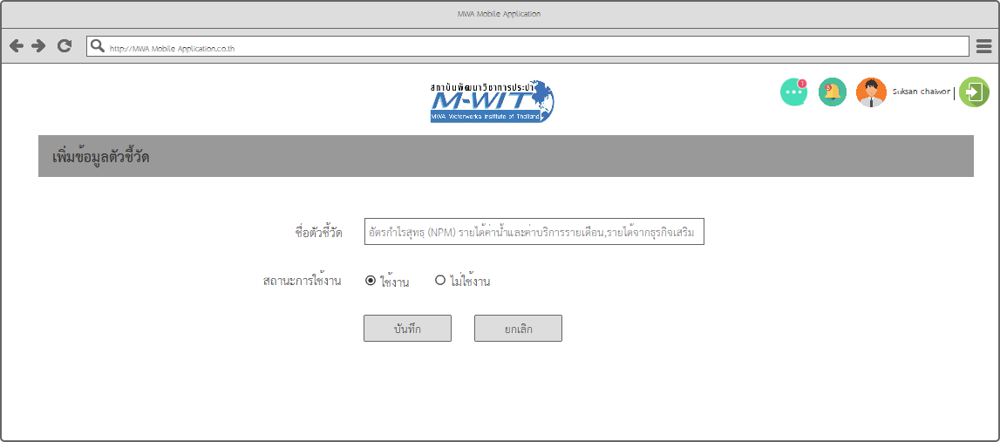 MWA Mobile Application
http://MWA Mobile Application.co.th
สถาบันพัฒนาวิชาการประปา
M-WIT
MWA Waterworks Institute of Thailand
1
5
Suksan chaiwor |
เพิ่มข้อมูลตัวชี้วัด
ชื่อตัวชี้วัด
อัตรกำไรสุทธฺ (NPM) รายได้ค่าน้ำและค่าบริการรายเดือน,รายได้จากธุรกิจเสริม
สถานะการใช้งาน
ใช้งาน ไม่ใช้งาน
บันทึก ยกเลิก